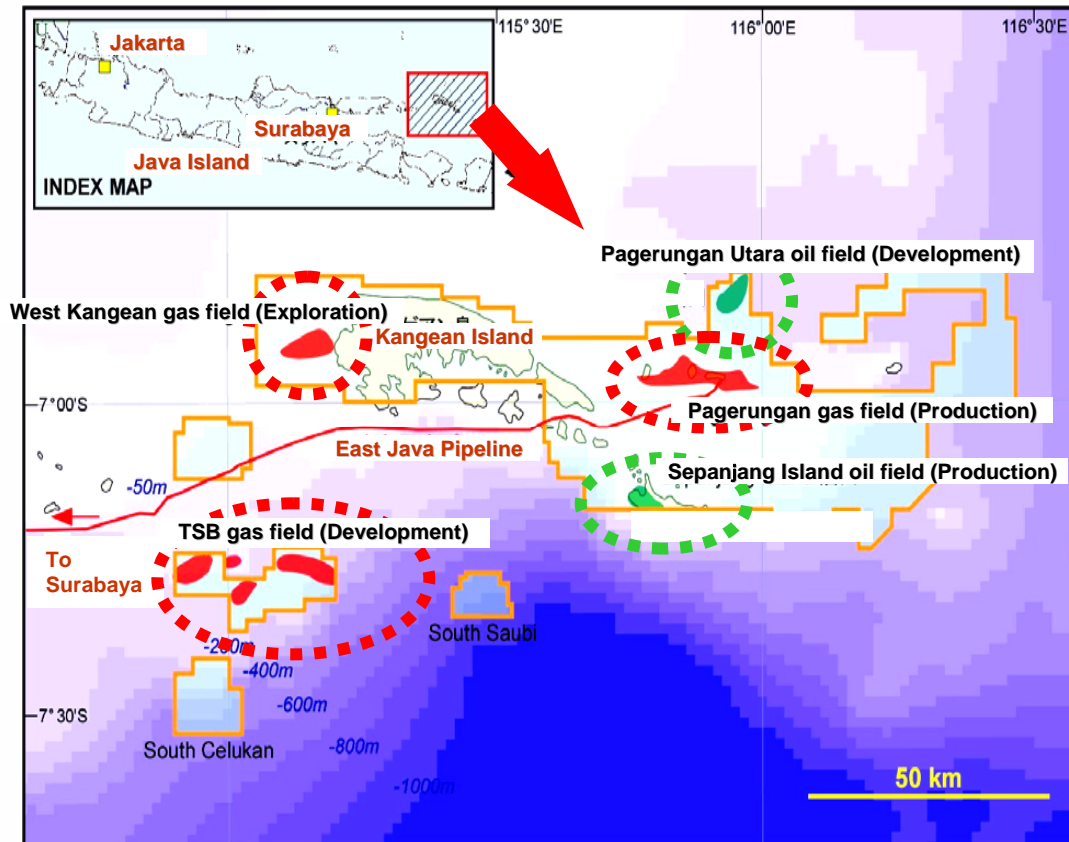 115°30'E
116°00'E
116°30'E
Jakarta
Surabaya
Java Island
INDEX MAP
Pagerungan Utara oil field (Development)
West Kangean gas field (Exploration)
Kangean Island
7°00'S
Pagerungan gas field (Production)
East Java Pipeline
Sepanjang Island oil field (Production)
-50m
TSB gas field (Development)
To
Surabaya
South Saubi
-200m
-400m
-600m
7°30'S
South Celukan
-800m
-1000m
50 km